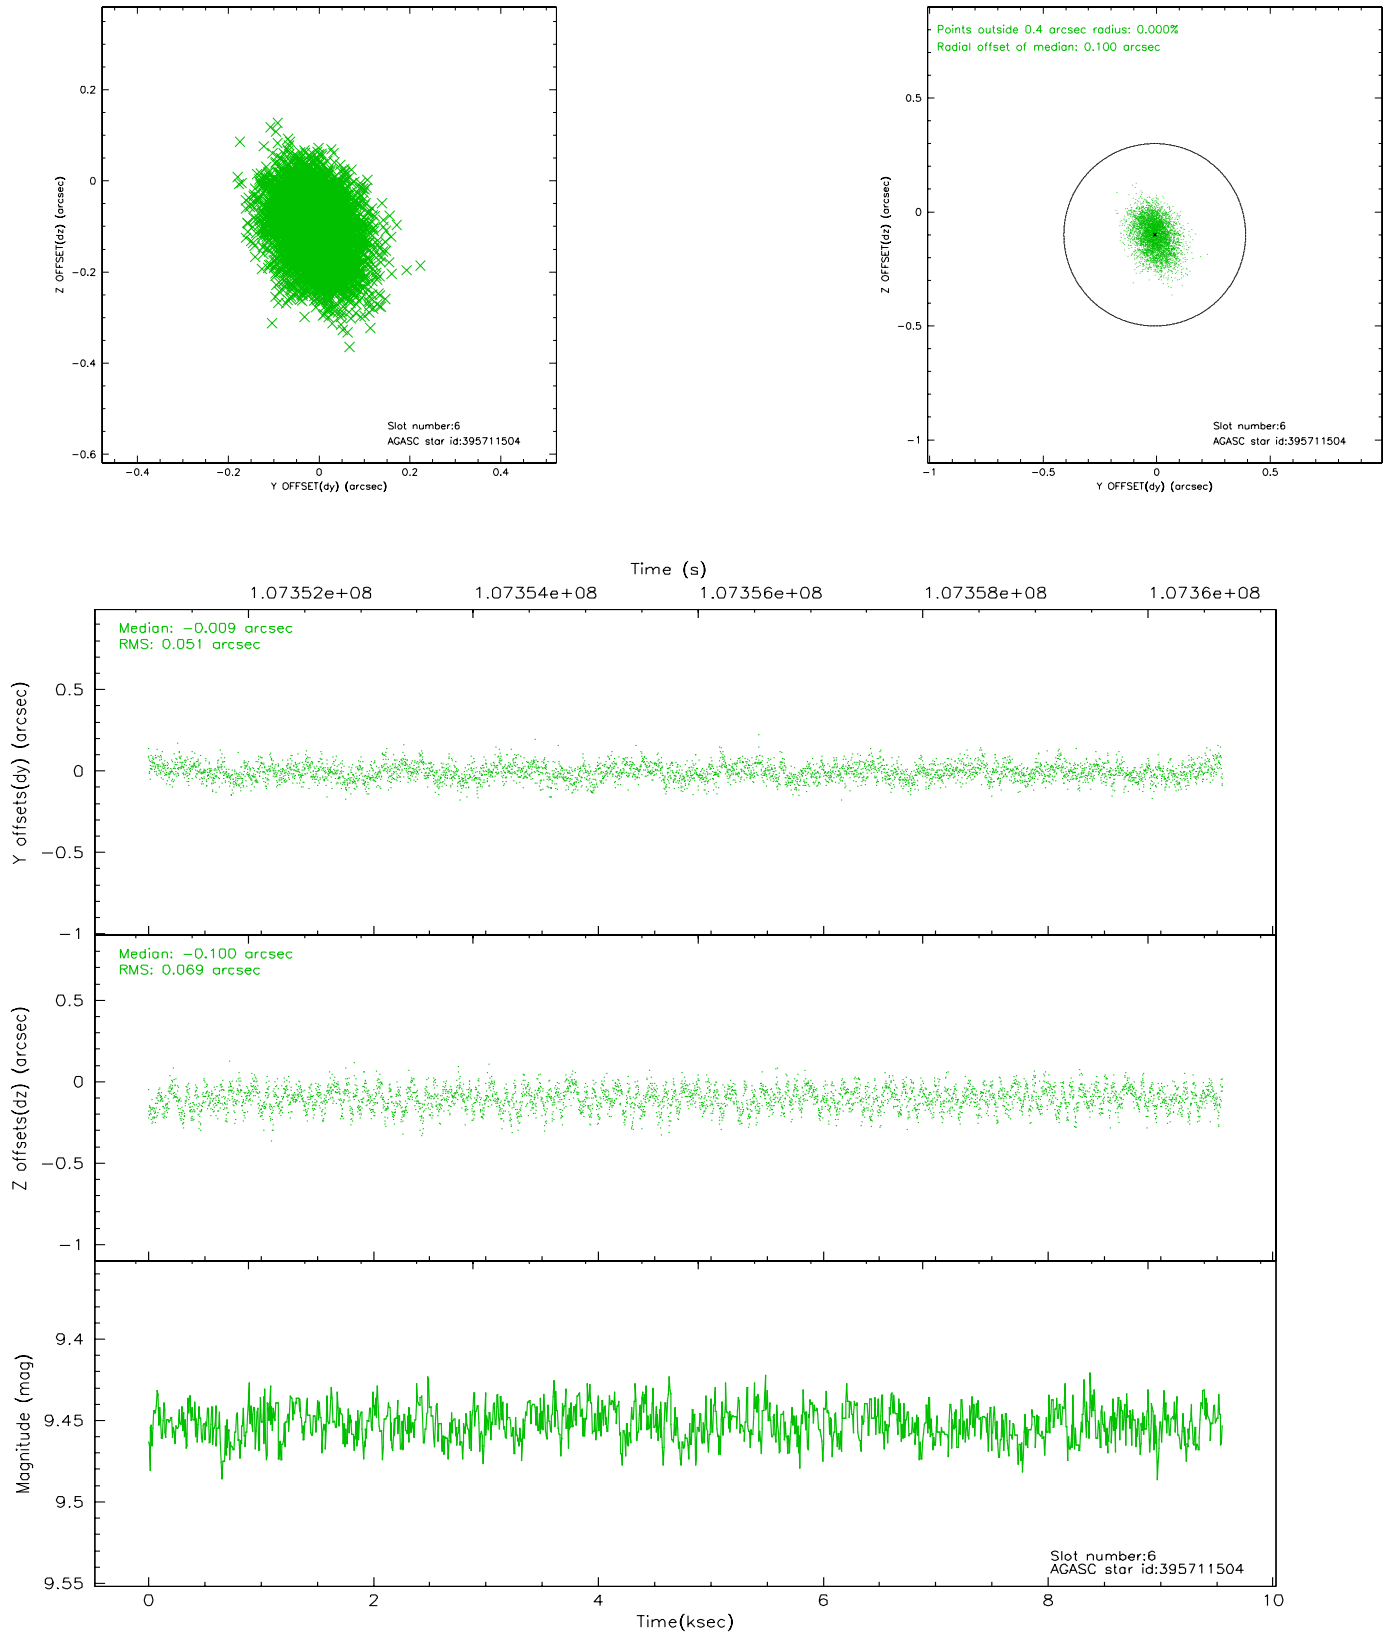 0.2
0
-0.2
-0.4
-0.6
Z OFFSET(dz) (arcsec)
Slot number:6
AGASC star id:395711504
-0.4 -0.2 0 0.2 0.4
Y OFFSET(dy) (arcsec)
Points outside 0.4 arcsec radius: 0.000%
Radial offset of median: 0.100 arcsec
0.5
0
-0.5
-1
Z OFFSET(dz) (arcsec)
Slot number:6
AGASC star id:395711504
-1 -0.5 0 0.5
Y OFFSET(dy) (arcsec)
Time (s)
1.07352e+08 1.07354e+08 1.07356e+08 1.07358e+08 1.0736e+08
Median: -0.009 arcsec
RMS: 0.051 arcsec
0.5
0
-0.5
-1
Y offsets(dy) (arcsec)
Median: -0.100 arcsec
RMS: 0.069 arcsec
0.5
0
-0.5
-1
Z offsets(dz) (arcsec)
9.4
9.45
9.5
9.55
Magnitude (mag)
Slot number:6
AGASC star id:395711504
0 2 4 6 8 10
Time(ksec)